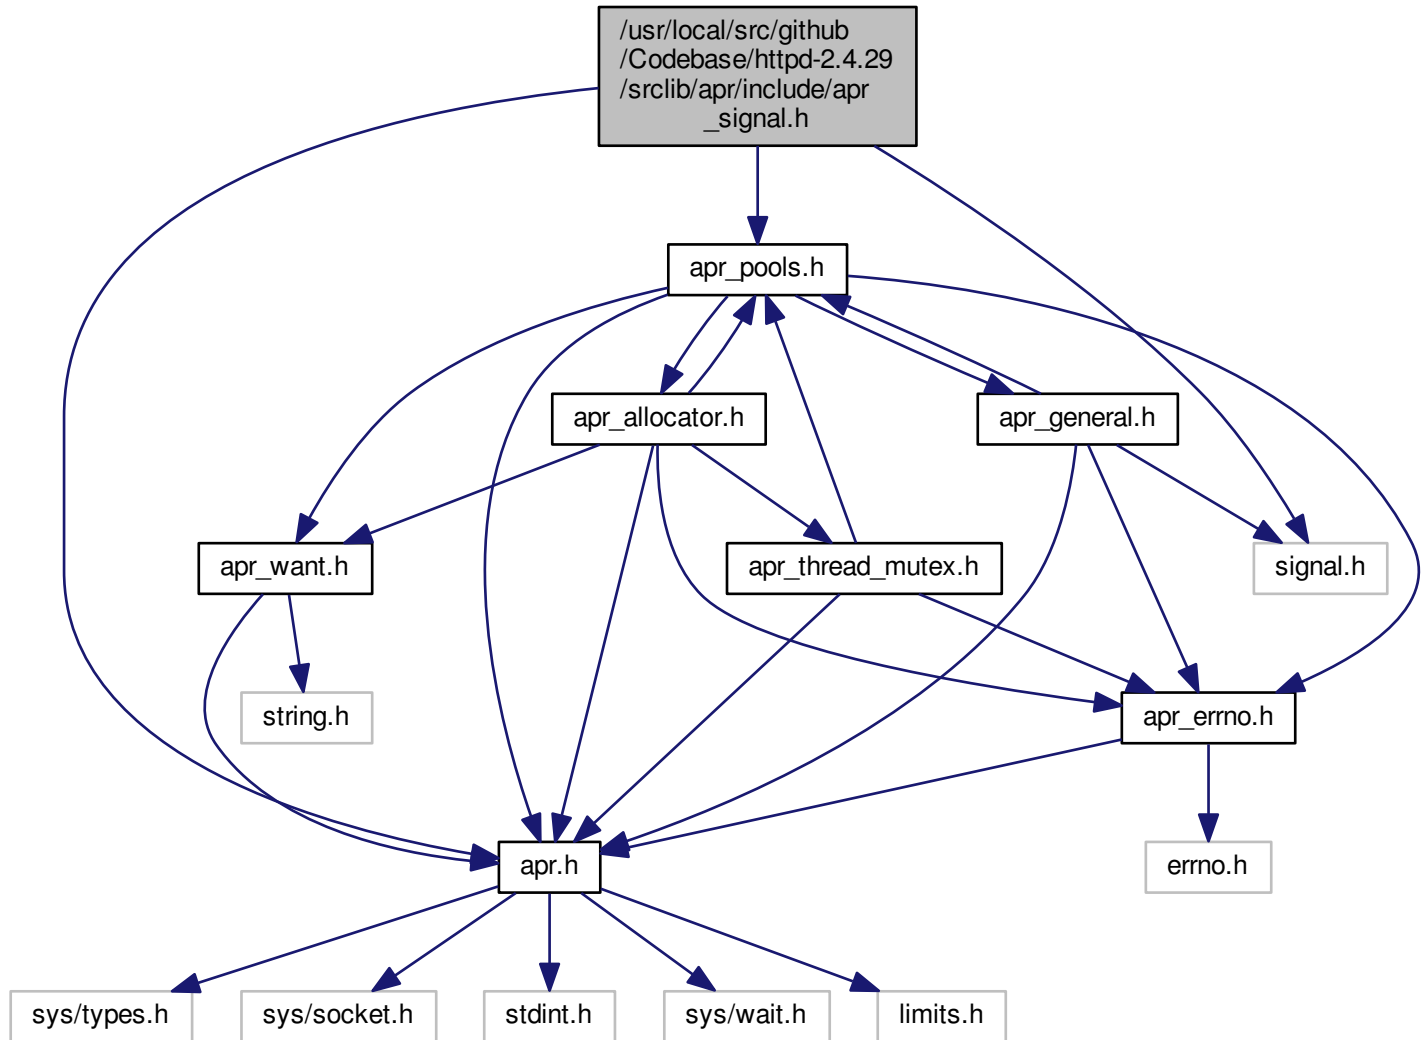 /usr/local/src/github
/Codebase/httpd-2.4.29
/srclib/apr/include/apr
_signal.h
apr_pools.h
apr_allocator.h
apr_general.h
apr_want.h
apr_thread_mutex.h
signal.h
string.h
apr_errno.h
apr.h
errno.h
sys/types.h
sys/socket.h
stdint.h
sys/wait.h
limits.h